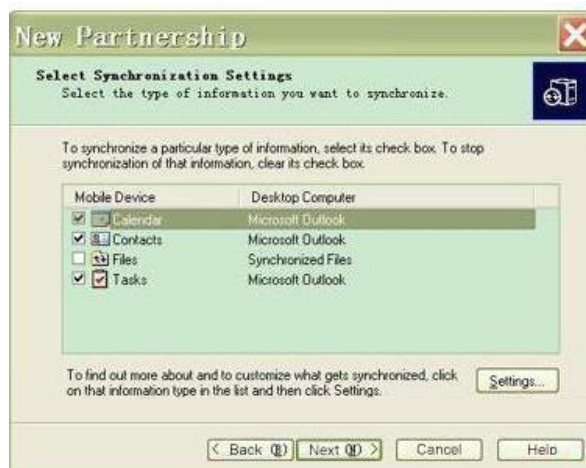 New Partnership
Select Synchronization Settings
Select the type of information you want to synchronize.
To synchronize a particular type of information, select its check box. To stop
synchronization of that information, clear its check box.
Mobile Device Desktop Computer
Calendar Microsoft Outlook
Contacts Microsoft Outlook
Files Synchronized Files
Tasks Microsoft Outlook
To find out more about and to customize what gets synchronized, click
on that information type in the list and then click Settings.
Settings...
< Back (B) Next (N) > Cancel Help